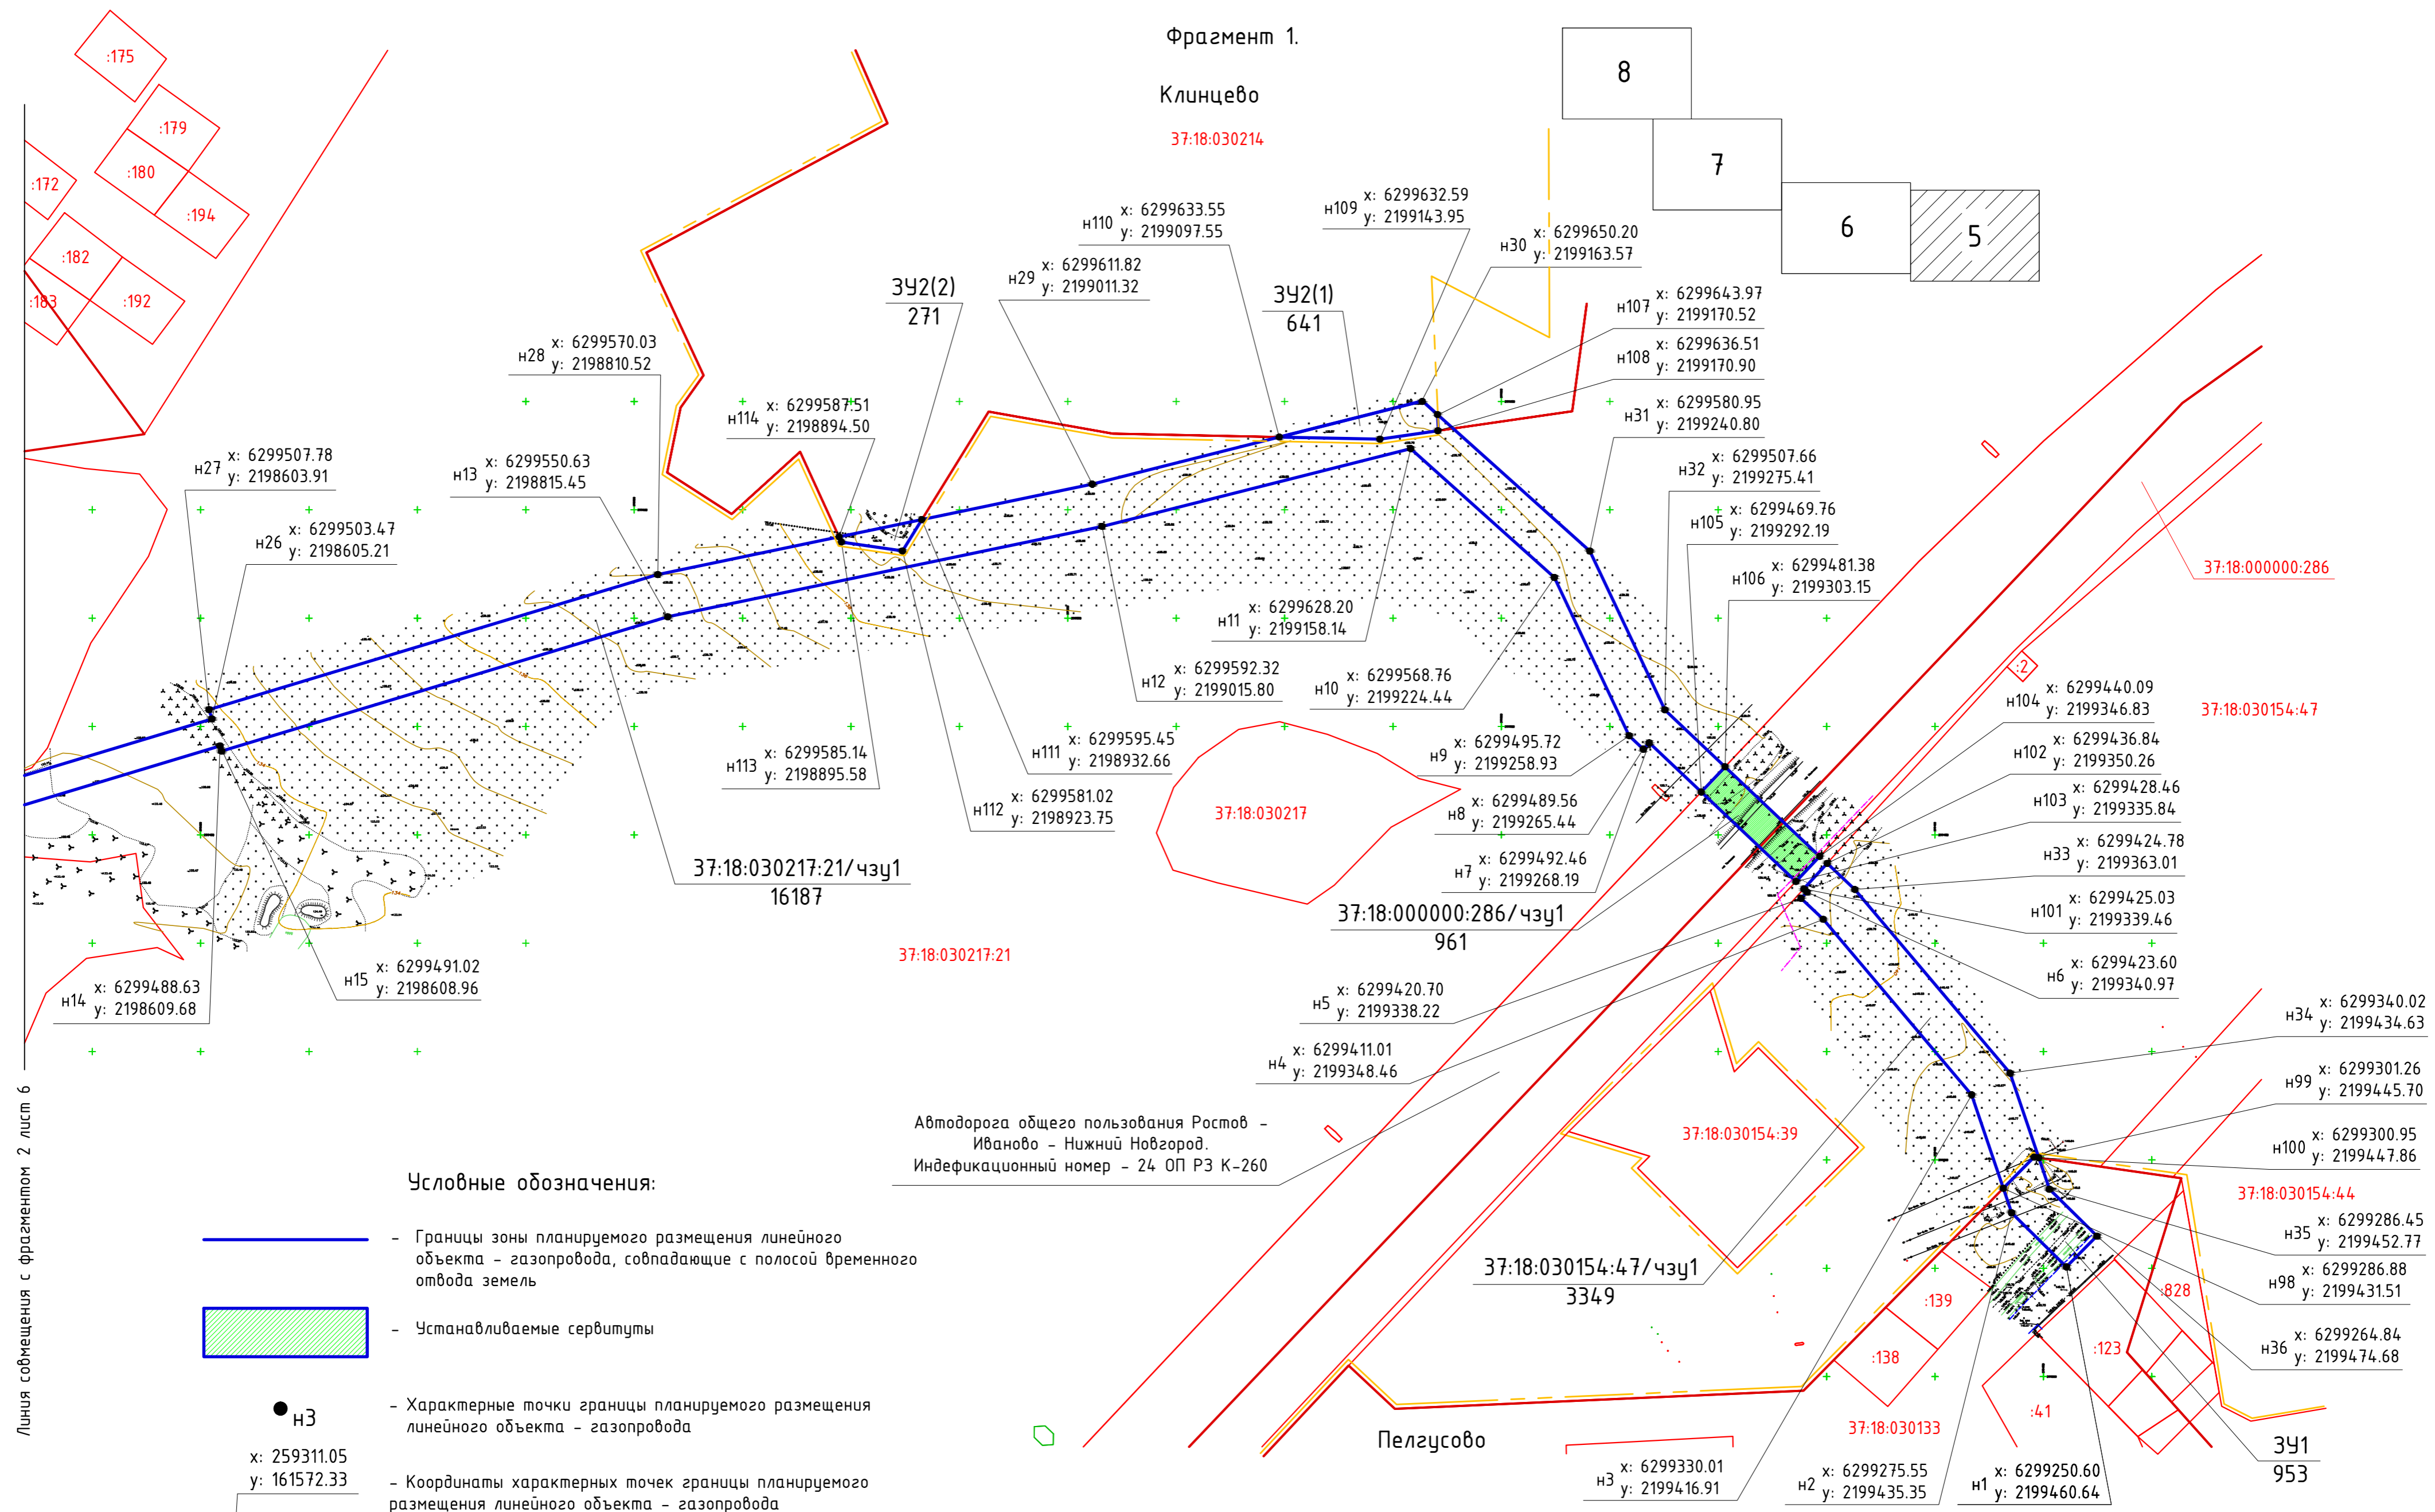 Фрагмент 1.
Клинцево
37:18:030214
8
7
6
5
:175
:179
:180
:172
:194
:182
:183
:192
н27 x: 6299507.78
y: 2198603.91
н26 x: 6299503.47
y: 2198605.21
н28 x: 6299570.03
y: 2198810.52
н13 x: 6299550.63
y: 2198815.45
н114 x: 6299587.51
y: 2198894.50
ЗУ2(2)
271
н29 x: 6299611.82
y: 2199011.32
н110 x: 6299633.55
y: 2199097.55
ЗУ2(1)
641
н109 x: 6299632.59
y: 2199143.95
н30 x: 6299650.20
y: 2199163.57
н107 x: 6299643.97
y: 2199170.52
н108 x: 6299636.51
y: 2199170.90
н31 x: 6299580.95
y: 2199240.80
н32 x: 6299507.66
y: 2199275.41
н105 x: 6299469.76
y: 2199292.19
н106 x: 6299481.38
y: 2199303.15
37:18:000000:286
:2
37:18:030154:47
н104 x: 6299440.09
y: 2199346.83
н102 x: 6299436.84
y: 2199350.26
н103 x: 6299428.46
y: 2199335.84
н33 x: 6299424.78
y: 2199363.01
н101 x: 6299425.03
y: 2199339.46
н6 x: 6299423.60
y: 2199340.97
н11 x: 6299628.20
y: 2199158.14
н12 x: 6299592.32
y: 2199015.80
н10 x: 6299568.76
y: 2199224.44
н9 x: 6299495.72
y: 2199258.93
н8 x: 6299489.56
y: 2199265.44
н7 x: 6299492.46
y: 2199268.19
н113 x: 6299585.14
y: 2198895.58
н111 x: 6299595.45
y: 2198932.66
н112 x: 6299581.02
y: 2198923.75
37:18:030217
37:18:030217:21/чзу1
16187
37:18:000000:286/чзу1
961
37:18:030217:21
н14 x: 6299488.63
y: 2198609.68
н15 x: 6299491.02
y: 2198608.96
н5 x: 6299420.70
y: 2199338.22
н4 x: 6299411.01
y: 2199348.46
н34 x: 6299340.02
y: 2199434.63
н99 x: 6299301.26
y: 2199445.70
н100 x: 6299300.95
y: 2199447.86
37:18:030154:44
н35 x: 6299286.45
y: 2199452.77
н98 x: 6299286.88
y: 2199431.51
н36 x: 6299264.84
y: 2199474.68
Автодорога общего пользования Ростов –
Иваново – Нижний Новгород.
Индефикационный номер – 24 ОП РЗ К-260
37:18:030154:39
37:18:030154:47/чзу1
3349
:139
:138
:828
:123
:41
37:18:030133
Пелгусово
ЗУ1
953
н3 x: 6299330.01
y: 2199416.91
н2 x: 6299275.55
y: 2199435.35
н1 x: 6299250.60
y: 2199460.64
Линия совмещения с фрагментом 2 лист 6
Условные обозначения:
– Границы зоны планируемого размещения линейного
объекта – газопровода, совпадающие с полосой временного
отвода земель
– Устанавливаемые сервитуты
н3
– Характерные точки границы планируемого размещения
линейного объекта – газопровода
x: 259311.05
y: 161572.33
– Координаты характерных точек границы планируемого
размещения линейного объекта – газопровода